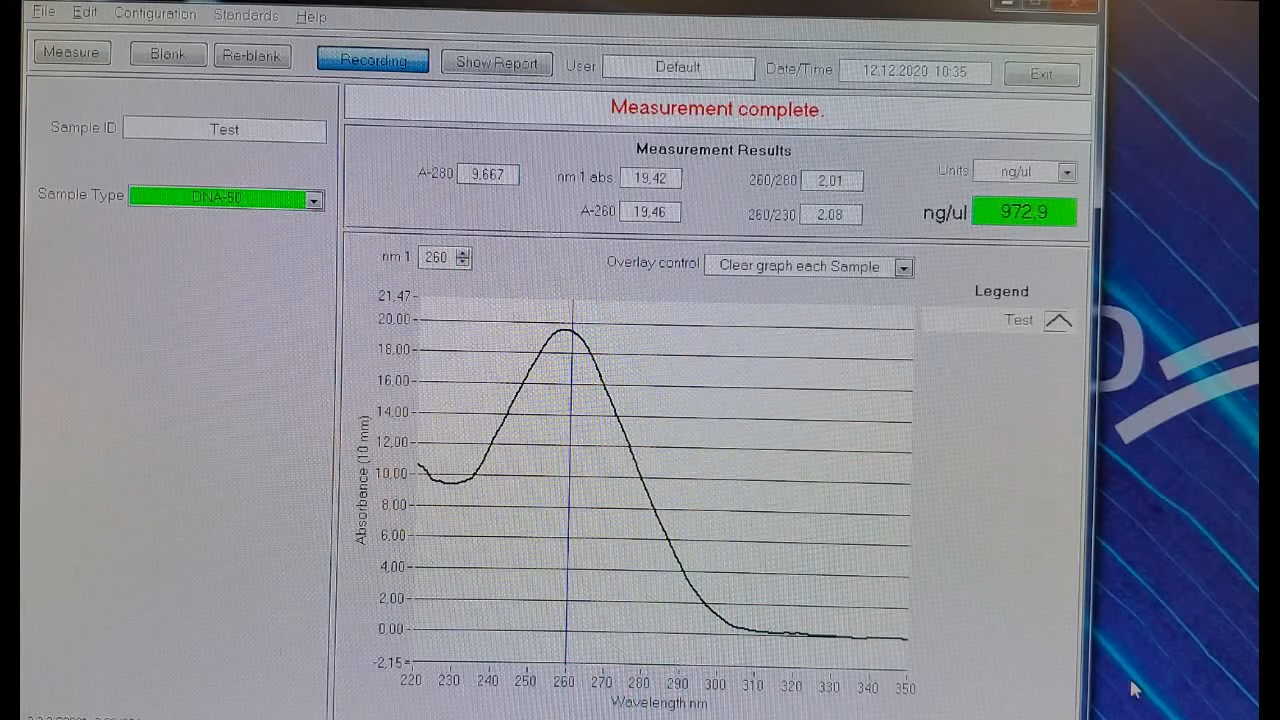 File Edit Configuration Standards Help
Measure Blank Re-blank Recording Show Report User Default Date/Time 12.12.2020 10:35 Exit
Measurement complete.
Sample ID Test
Measurement Results
A-280 9.667 nm 1 abs. 19,42 260/280 2,01 Units ng/ul
Sample Type DNA-50
A-260 19,46 260/230 2,08 ng/ul 972,9
nm 1 260 Overlay control Clear graph each Sample
Legend
Test
21,47
20,00
18,00
16,00
14,00
12,00
10,00
8,00
6,00
4,00
2,00
0,00
-2,15
Absorbance (10 mm)
220 230 240 250 260 270 280 290 300 310 320 330 340 350
Wavelength nm